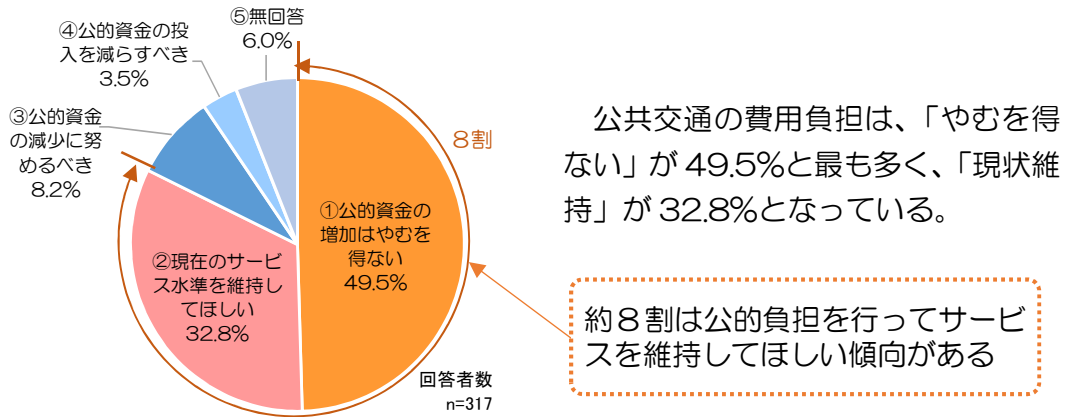 ⑤無回答
6.0%
④公的資金の投
入を減らすべき
3.5%
③公的資金
の減少に努
めるべき
8.2%
8割
①公的資金の
増加はやむを
得ない
49.5%
②現在のサービ
ス水準を維持し
てほしい
32.8%
回答者数
n=317
公共交通の費用負担は、「やむを得
ない」が 49.5%と最も多く、「現状維
持」が 32.8%となっている。
約８割は公的負担を行ってサービ
スを維持してほしい傾向がある